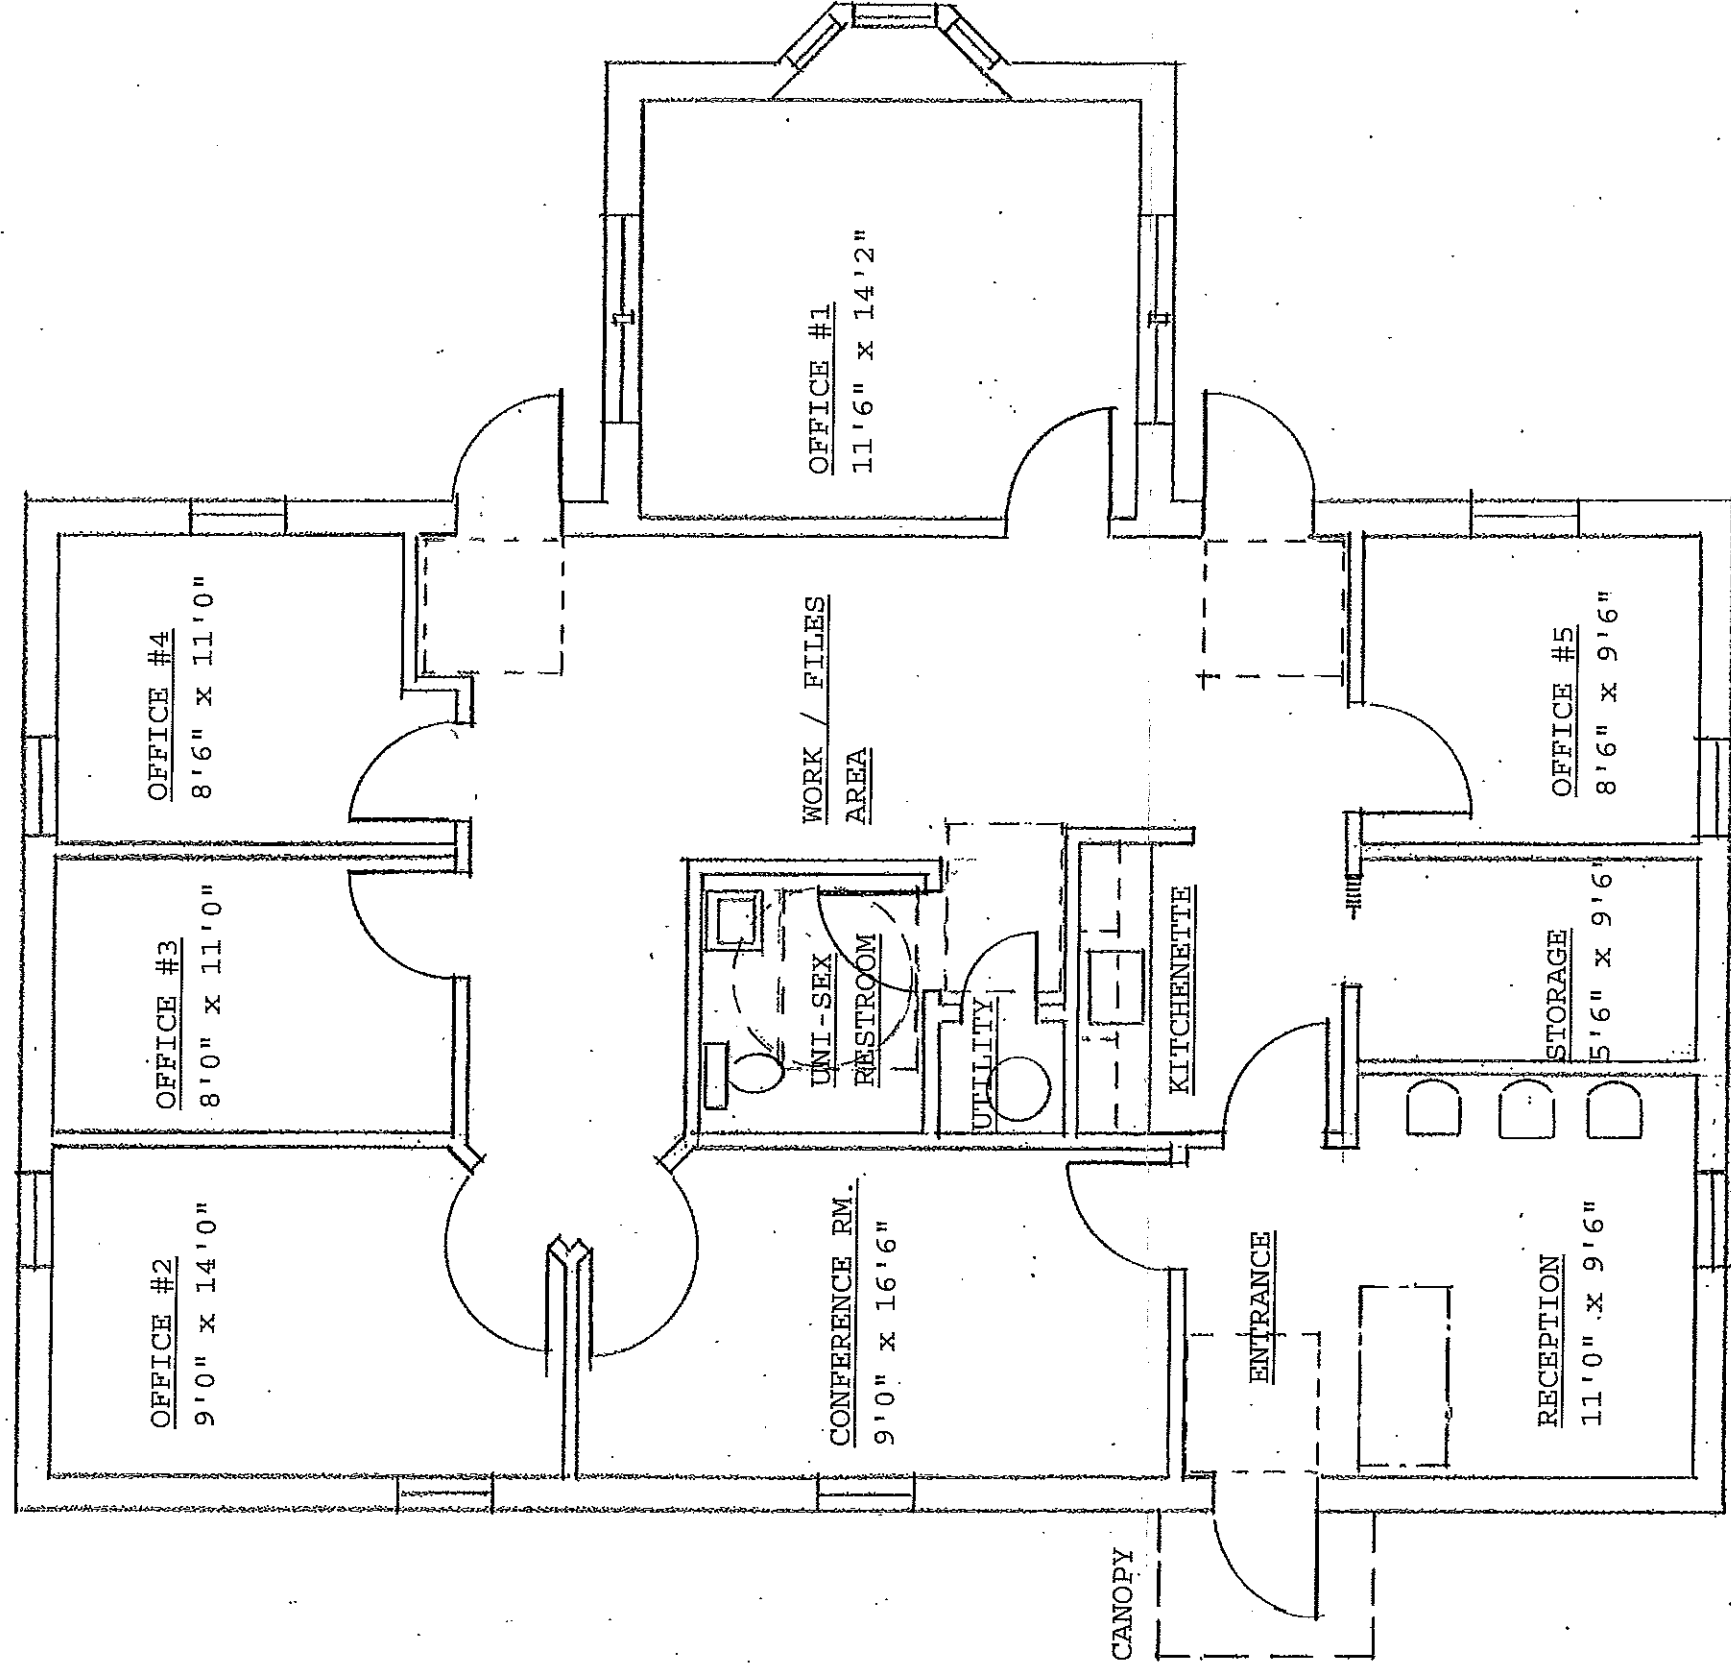 OFFICE #2
9'0" x 14'0"
OFFICE #3
8'0" x 11'0"
OFFICE #4
8'6" x 11'0"
CONFERENCE RM.
9'0" x 16'6"
UNI-SEX
RESTROOM
WORK / FILES
AREA
OFFICE #1
11'6" x 14'2"
UTILITY
KITCHENETTE
CANOPY
ENTRANCE
RECEPTION
11'0" x 9'6"
STORAGE
5'6" x 9'6"
OFFICE #5
8'6" x 9'6"